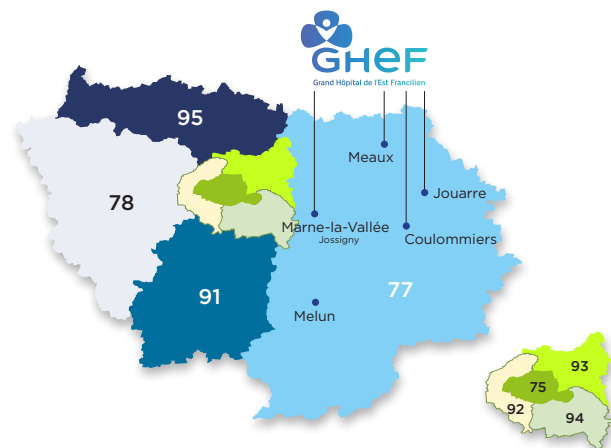 GHeF
Grand Hôpital de l'Est Francilien
95
Meaux
78
Jouarre
Marne-la-Vallée
Jossigny
Coulommiers
91
77
Melun
93
75
92
94